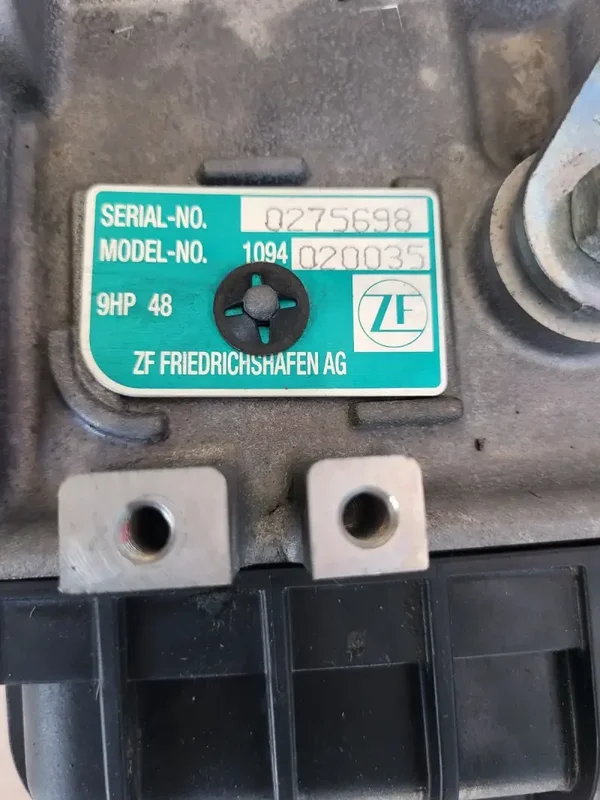 SERIAL-NO. 0275698
MODEL-NO. 1094 020035
9HP 48
ZF
ZF FRIEDRICHSHAFEN AG